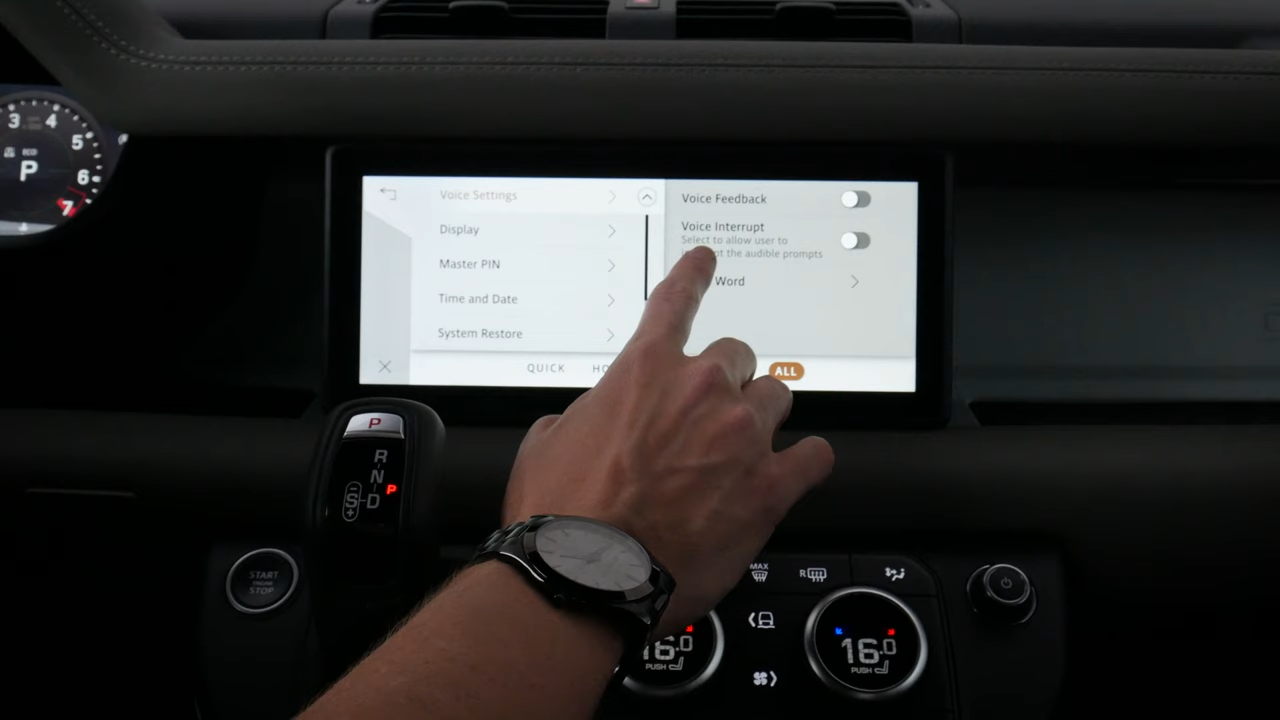 3 4 5 6 7
ECO
P
Voice Settings
Display
Master PIN
Time and Date
System Restore
Voice Feedback
Voice Interrupt
Select to allow user to
the audible prompts
Word
QUICK
ALL
P
R
N
P
S D
START
ENGINE
STOP
MAX
R
16.0
PUSH
16.0
PUSH